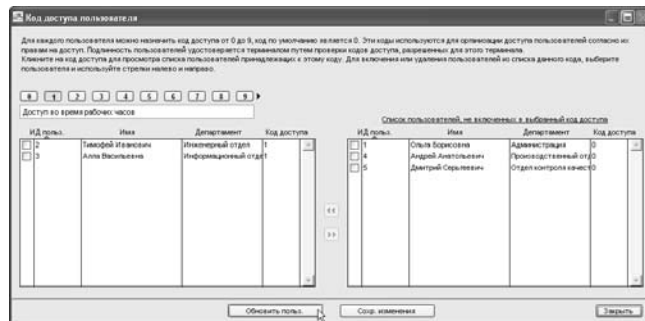 Код доступа пользователя
Для каждого пользователя можно назначить код доступа от 0 до 9, код по умолчанию является 0. Эти коды используются для организации доступа пользователей согласно их
правам на доступ. Подлинность пользователей удостоверяется терминалом путем проверки кодов доступа, разрешенных для этого терминала.
Кликните на код доступа для просмотра списка пользователей принадлежащих к этому коду. Для включения или удаления пользователей из списка данного кода, выберите
пользователя и используйте стрелки налево и направо.
0 1 2 3 4 5 6 7 8 9
Доступ во время рабочих часов
Список пользователей, не включенных в выбранный код доступа
ИД польз. Имя Департамент Код доступа
2 Тимофей Иванович Инженерный отдел 1
3 Алла Васильевна Информационный отде 1
ИД польз. Имя Департамент Код доступа
1 Ольга Борисовна Администрация 0
4 Андрей Анатольевич Производственный отд 0
5 Дмитрий Сергеевич Отдел контроля качест 0
<<
>>
Обновить польз. Сохр. изменения Закрыть